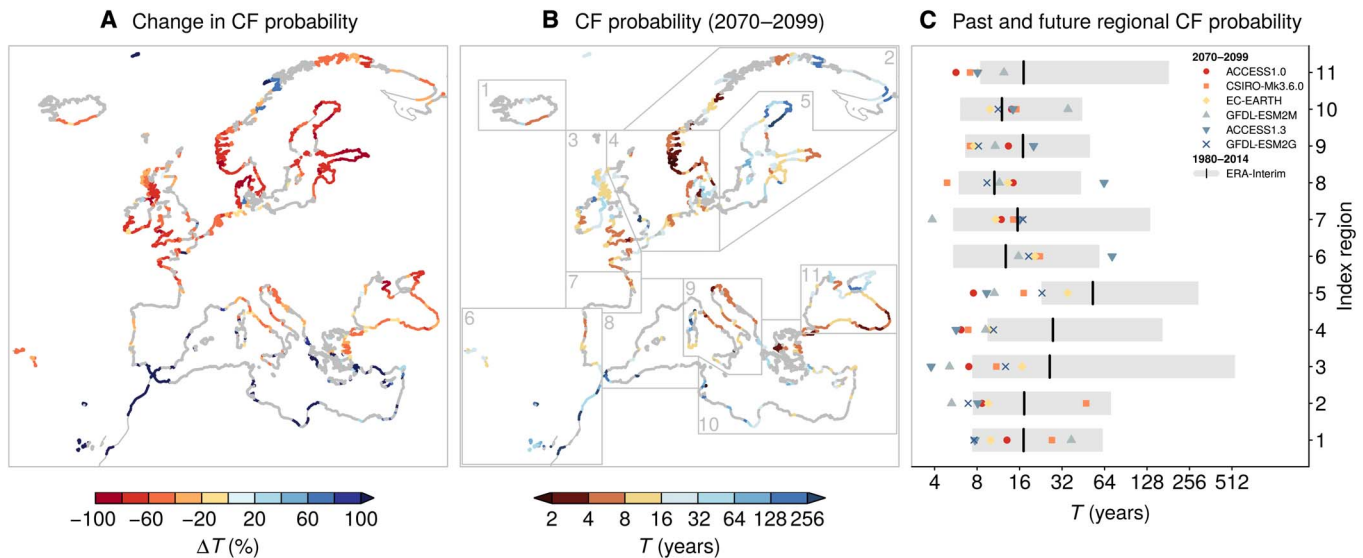 A Change in CF probability
B CF probability (2070–2099)
C Past and future regional CF probability
1
2
3
4
5
6
7
8
9
10
11
2070–2099
ACCESS1.0
CSIRO-Mk3.6.0
EC-EARTH
GFDL-ESM2M
ACCESS1.3
GFDL-ESM2G
1980–2014
ERA-Interim
11
10
9
8
7
6
5
4
3
2
1
Index region
−100 −60 −20 20 60 100
ΔT (%)
2 4 8 16 32 64 128 256
T (years)
4 8 16 32 64 128 256 512
T (years)